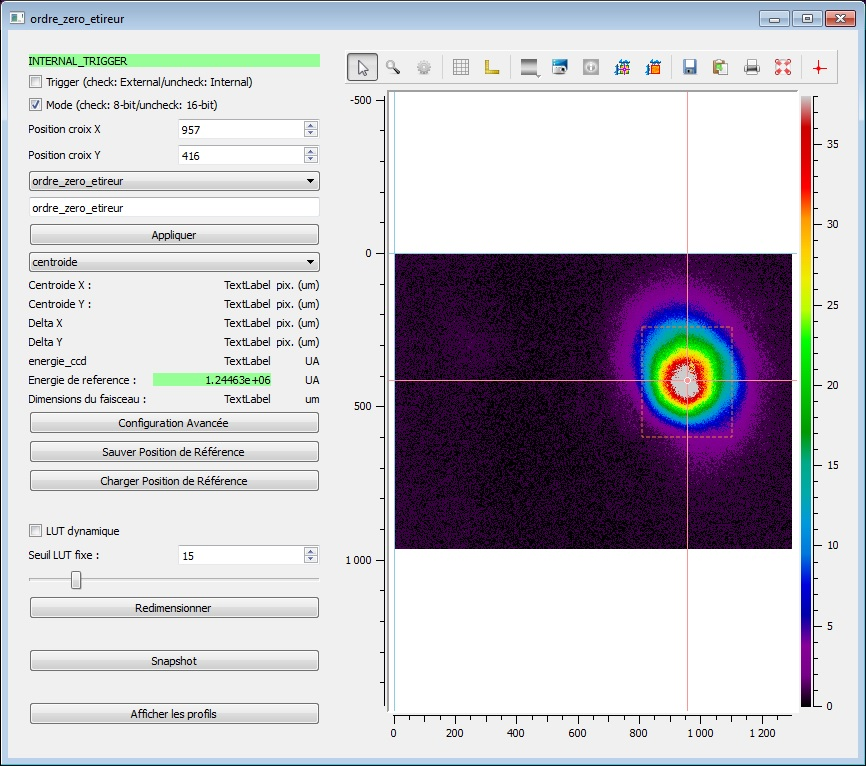 ordre_zero_etireur
INTERNAL_TRIGGER
Trigger (check: External/uncheck: Internal)
Mode (check: 8-bit/uncheck: 16-bit)
Position croix X 957
Position croix Y 416
ordre_zero_etireur
ordre_zero_etireur
Appliquer
centroide
Centroide X : TextLabel pix. (um)
Centroide Y : TextLabel pix. (um)
Delta X TextLabel pix. (um)
Delta Y TextLabel pix. (um)
energie_ccd TextLabel UA
Energie de reference : 1.24463e+06 UA
Dimensions du faisceau : TextLabel um
Configuration Avancée
Sauver Position de Référence
Charger Position de Référence
LUT dynamique
Seuil LUT fixe : 15
Redimensionner
Snapshot
Afficher les profils
-500
0
500
1 000
0 200 400 600 800 1 000 1 200
35
30
25
20
15
10
5
0